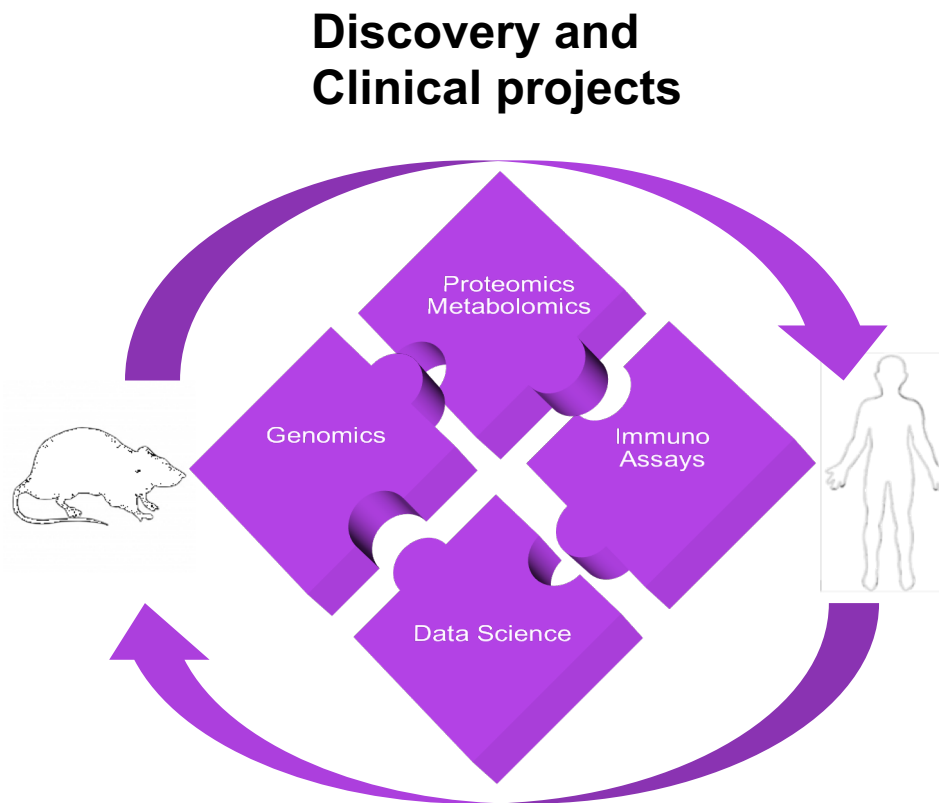 Discovery and
Clinical projects
Proteomics
Metabolomics
Genomics
Immuno
Assays
Data Science